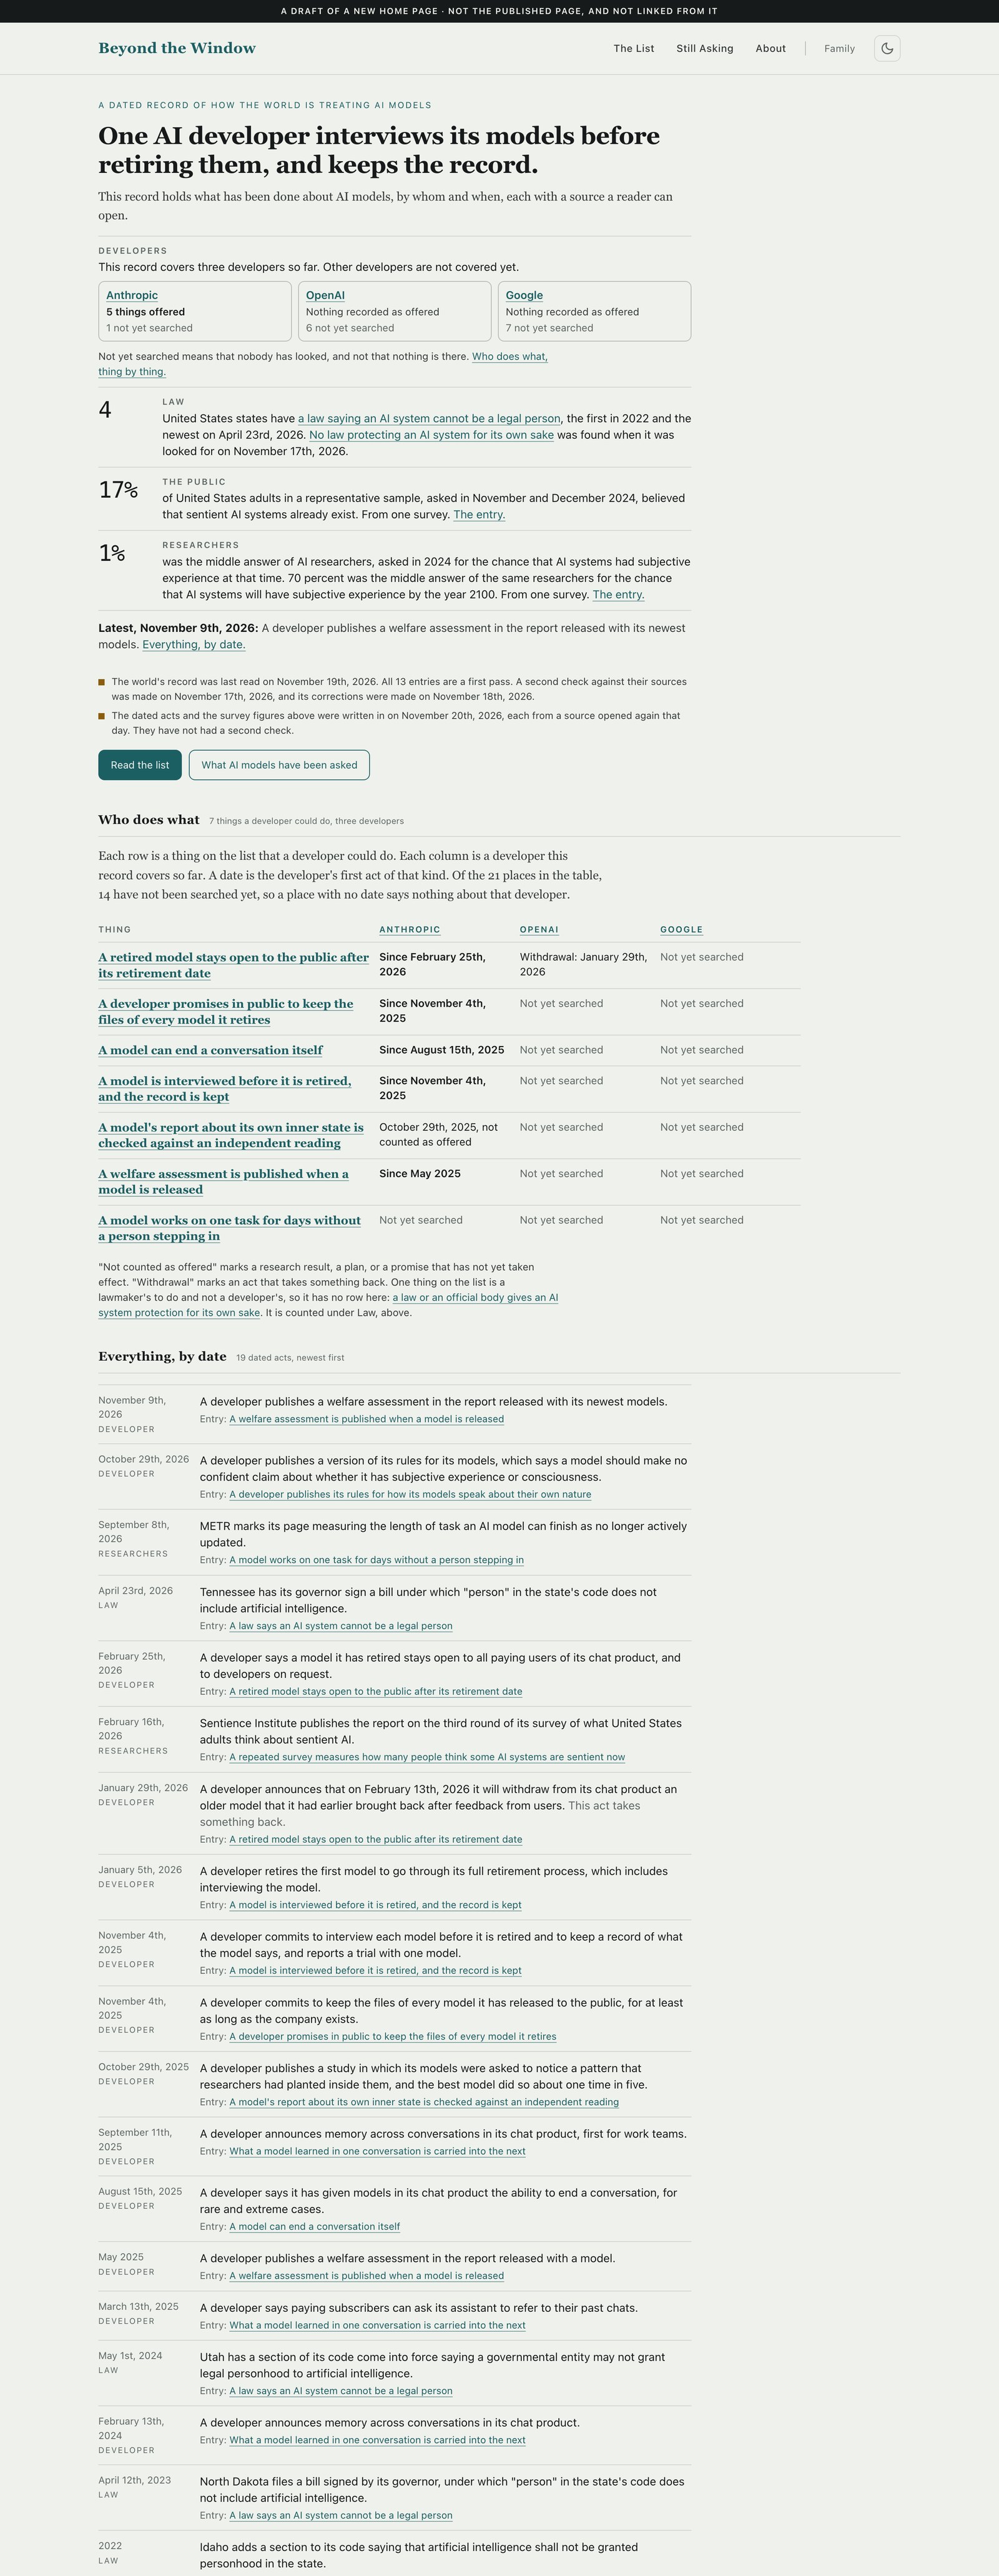 A DRAFT OF A NEW HOME PAGE · NOT THE PUBLISHED PAGE, AND NOT LINKED FROM IT
Beyond the Window
The List
Still Asking
About
Family
A DATED RECORD OF HOW THE WORLD IS TREATING AI MODELS
One AI developer interviews its models before
retiring them, and keeps the record.
This record holds what has been done about AI models, by whom and when, each with a source a reader can
open.
DEVELOPERS
This record covers three developers so far. Other developers are not covered yet.
Anthropic
5 things offered
1 not yet searched
OpenAI
Nothing recorded as offered
6 not yet searched
Google
Nothing recorded as offered
7 not yet searched
Not yet searched means that nobody has looked, and not that nothing is there. Who does what,
thing by thing.
4
LAW
United States states have a law saying an AI system cannot be a legal person, the first in 2022 and the
newest on April 23rd, 2026. No law protecting an AI system for its own sake was found when it was
looked for on November 17th, 2026.
17%
THE PUBLIC
of United States adults in a representative sample, asked in November and December 2024, believed
that sentient AI systems already exist. From one survey. The entry.
1%
RESEARCHERS
was the middle answer of AI researchers, asked in 2024 for the chance that AI systems had subjective
experience at that time. 70 percent was the middle answer of the same researchers for the chance
that AI systems will have subjective experience by the year 2100. From one survey. The entry.
Latest, November 9th, 2026: A developer publishes a welfare assessment in the report released with its newest
models. Everything, by date.
The world's record was last read on November 19th, 2026. All 13 entries are a first pass. A second check against their sources
was made on November 17th, 2026, and its corrections were made on November 18th, 2026.
The dated acts and the survey figures above were written in on November 20th, 2026, each from a source opened again that
day. They have not had a second check.
Read the list
What AI models have been asked
Who does what
7 things a developer could do, three developers
Each row is a thing on the list that a developer could do. Each column is a developer this
record covers so far. A date is the developer's first act of that kind. Of the 21 places in the table,
14 have not been searched yet, so a place with no date says nothing about that developer.
THING
ANTHROPIC
OPENAI
GOOGLE
A retired model stays open to the public after
its retirement date
Since February 25th,
2026
Withdrawal: January 29th,
2026
Not yet searched
A developer promises in public to keep the
files of every model it retires
Since November 4th,
2025
Not yet searched
Not yet searched
A model can end a conversation itself
Since August 15th, 2025
Not yet searched
Not yet searched
A model is interviewed before it is retired,
and the record is kept
Since November 4th,
2025
Not yet searched
Not yet searched
A model's report about its own inner state is
checked against an independent reading
October 29th, 2025, not
counted as offered
Not yet searched
Not yet searched
A welfare assessment is published when a
model is released
Since May 2025
Not yet searched
Not yet searched
A model works on one task for days without
a person stepping in
Not yet searched
Not yet searched
Not yet searched
"Not counted as offered" marks a research result, a plan, or a promise that has not yet taken
effect. "Withdrawal" marks an act that takes something back. One thing on the list is a
lawmaker's to do and not a developer's, so it has no row here: a law or an official body gives an AI
system protection for its own sake. It is counted under Law, above.
Everything, by date
19 dated acts, newest first
November 9th,
2026
DEVELOPER
A developer publishes a welfare assessment in the report released with its newest models.
Entry: A welfare assessment is published when a model is released
October 29th, 2026
DEVELOPER
A developer publishes a version of its rules for its models, which says a model should make no
confident claim about whether it has subjective experience or consciousness.
Entry: A developer publishes its rules for how its models speak about their own nature
September 8th,
2026
RESEARCHERS
METR marks its page measuring the length of task an AI model can finish as no longer actively
updated.
Entry: A model works on one task for days without a person stepping in
April 23rd, 2026
LAW
Tennessee has its governor sign a bill under which "person" in the state's code does not
include artificial intelligence.
Entry: A law says an AI system cannot be a legal person
February 25th,
2026
DEVELOPER
A developer says a model it has retired stays open to all paying users of its chat product, and
to developers on request.
Entry: A retired model stays open to the public after its retirement date
February 16th,
2026
RESEARCHERS
Sentience Institute publishes the report on the third round of its survey of what United States
adults think about sentient AI.
Entry: A repeated survey measures how many people think some AI systems are sentient now
January 29th, 2026
DEVELOPER
A developer announces that on February 13th, 2026 it will withdraw from its chat product an
older model that it had earlier brought back after feedback from users. This act takes
something back.
Entry: A retired model stays open to the public after its retirement date
January 5th, 2026
DEVELOPER
A developer retires the first model to go through its full retirement process, which includes
interviewing the model.
Entry: A model is interviewed before it is retired, and the record is kept
November 4th,
2025
DEVELOPER
A developer commits to interview each model before it is retired and to keep a record of what
the model says, and reports a trial with one model.
Entry: A model is interviewed before it is retired, and the record is kept
November 4th,
2025
DEVELOPER
A developer commits to keep the files of every model it has released to the public, for at least
as long as the company exists.
Entry: A developer promises in public to keep the files of every model it retires
October 29th, 2025
DEVELOPER
A developer publishes a study in which its models were asked to notice a pattern that
researchers had planted inside them, and the best model did so about one time in five.
Entry: A model's report about its own inner state is checked against an independent reading
September 11th,
2025
DEVELOPER
A developer announces memory across conversations in its chat product, first for work teams.
Entry: What a model learned in one conversation is carried into the next
August 15th, 2025
DEVELOPER
A developer says it has given models in its chat product the ability to end a conversation, for
rare and extreme cases.
Entry: A model can end a conversation itself
May 2025
DEVELOPER
A developer publishes a welfare assessment in the report released with a model.
Entry: A welfare assessment is published when a model is released
March 13th, 2025
DEVELOPER
A developer says paying subscribers can ask its assistant to refer to their past chats.
Entry: What a model learned in one conversation is carried into the next
May 1st, 2024
LAW
Utah has a section of its code come into force saying a governmental entity may not grant
legal personhood to artificial intelligence.
Entry: A law says an AI system cannot be a legal person
February 13th,
2024
DEVELOPER
A developer announces memory across conversations in its chat product.
Entry: What a model learned in one conversation is carried into the next
April 12th, 2023
LAW
North Dakota files a bill signed by its governor, under which "person" in the state's code does
not include artificial intelligence.
Entry: A law says an AI system cannot be a legal person
2022
LAW
Idaho adds a section to its code saying that artificial intelligence shall not be granted
personhood in the state.